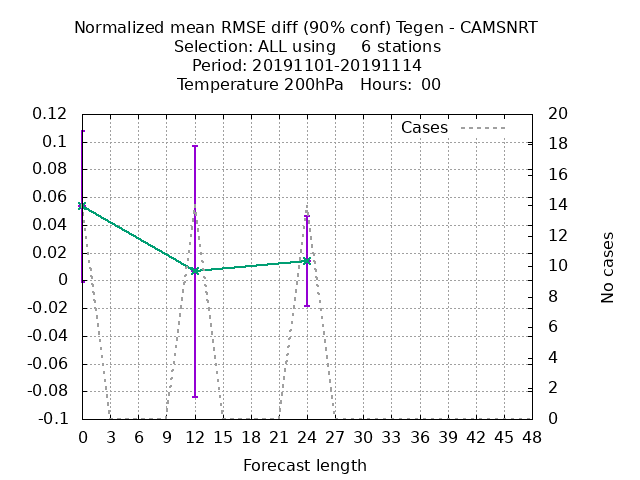 Normalized mean RMSE diff (90% conf) Tegen - CAMSNRT
Selection: ALL using     6 stations
Period: 20191101-20191114
Temperature 200hPa   Hours:  00
Cases
0.12
0.1
0.08
0.06
0.04
0.02
0
-0.02
-0.04
-0.06
-0.08
-0.1
20
18
16
14
12
10
8
6
4
2
0
No cases
0 3 6 9 12 15 18 21 24 27 30 33 36 39 42 45 48
Forecast length